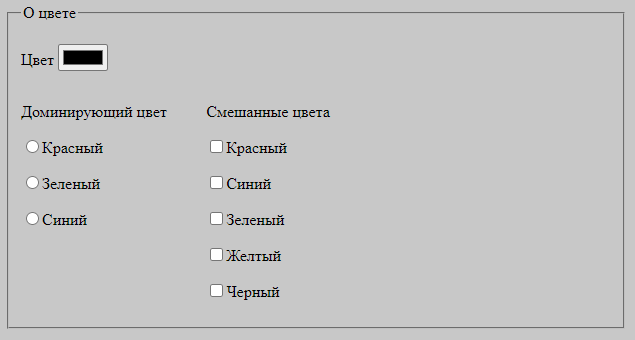 О цвете
Цвет
Доминирующий цвет
Красный
Зеленый
Синий
Смешанные цвета
Красный
Синий
Зеленый
Желтый
Черный